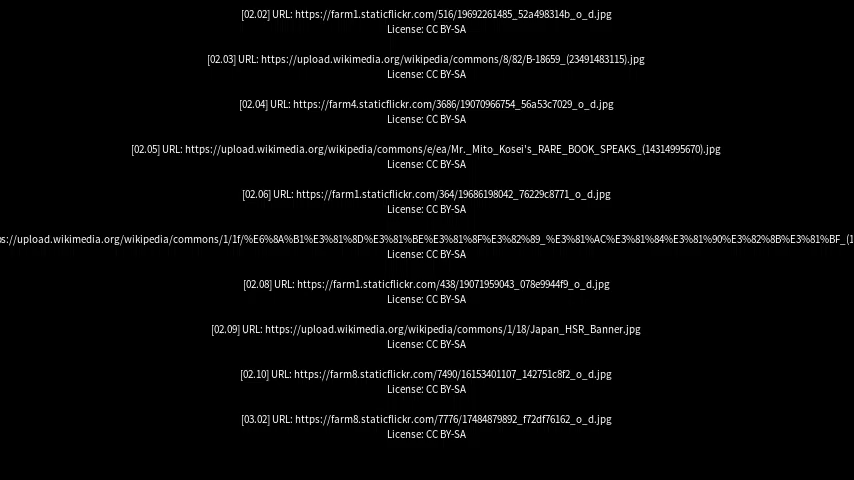 [02.02] URL: https://farm1.staticflickr.com/516/19692261485_52a498314b_o_d.jpg
License: CC BY-SA
[02.03] URL: https://upload.wikimedia.org/wikipedia/commons/8/82/B-18659_(23491483115).jpg
License: CC BY-SA
[02.04] URL: https://farm4.staticflickr.com/3686/19070966754_56a53c7029_o_d.jpg
License: CC BY-SA
[02.05] URL: https://upload.wikimedia.org/wikipedia/commons/e/ea/Mr._Mito_Kosei's_RARE_BOOK_SPEAKS_(14314995670).jpg
License: CC BY-SA
[02.06] URL: https://farm1.staticflickr.com/364/19686198042_76229c8771_o_d.jpg
License: CC BY-SA
s://upload.wikimedia.org/wikipedia/commons/1/1f/%E6%8A%B1%E3%81%8D%E3%81%BE%E3%81%8F%E3%82%89_%E3%81%AC%E3%81%84%E3%81%90%E3%82%8B%E3%81%BF_(1
License: CC BY-SA
[02.08] URL: https://farm1.staticflickr.com/438/19071959043_078e9944f9_o_d.jpg
License: CC BY-SA
[02.09] URL: https://upload.wikimedia.org/wikipedia/commons/1/18/Japan_HSR_Banner.jpg
License: CC BY-SA
[02.10] URL: https://farm8.staticflickr.com/7490/16153401107_142751c8f2_o_d.jpg
License: CC BY-SA
[03.02] URL: https://farm8.staticflickr.com/7776/17484879892_f72df76162_o_d.jpg
License: CC BY-SA